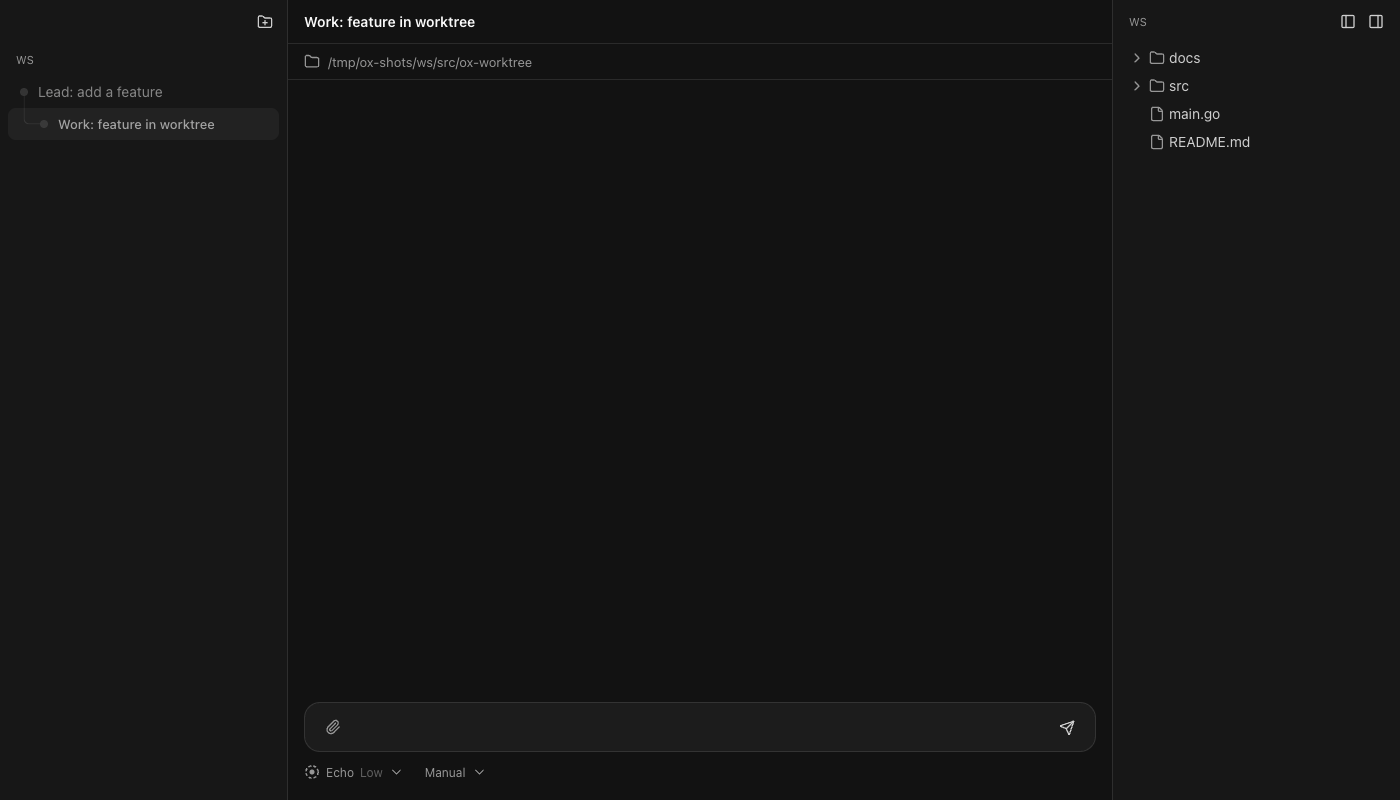 WS
Lead: add a feature
Work: feature in worktree
Work: feature in worktree
/tmp/ox-shots/ws/src/ox-worktree
Echo Low
Manual
WS
docs
src
main.go
README.md